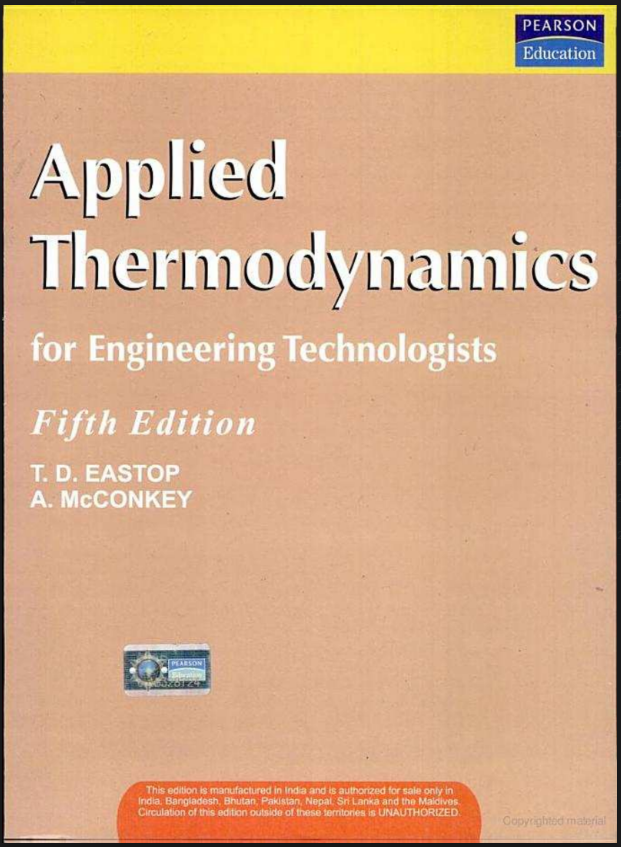 PEARSON
Education
Applied
Thermodynamics
for Engineering Technologists
Fifth Edition
T. D. EASTOP
A. McCONKEY
PEARSON
Education
This edition is manufactured in India and is authorized for sale only in
India, Bangladesh, Bhutan, Pakistan, Nepal, Sri Lanka and the Maldives.
Circulation of this edition outside of these territories is UNAUTHORIZED.
Copyrighted material